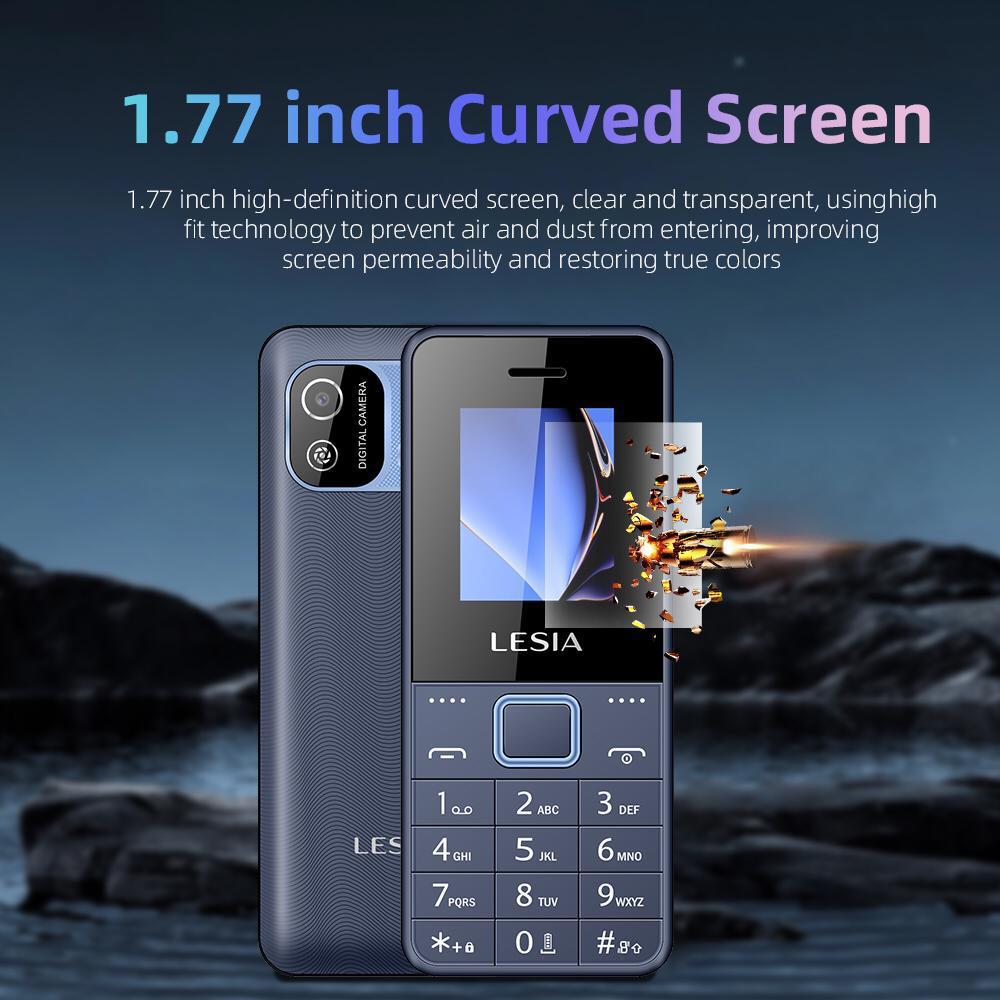 1.77 inch Curved Screen
1.77 inch high-definition curved screen, clear and transparent, usinghigh
fit technology to prevent air and dust from entering, improving
screen permeability and restoring true colors
DIGITAL CAMERA
LESIA
LES
1 2 ABC 3 DEF
4 GHI 5 JKL 6 MNO
7 PQRS 8 TUV 9 WXYZ
*+ 0 #